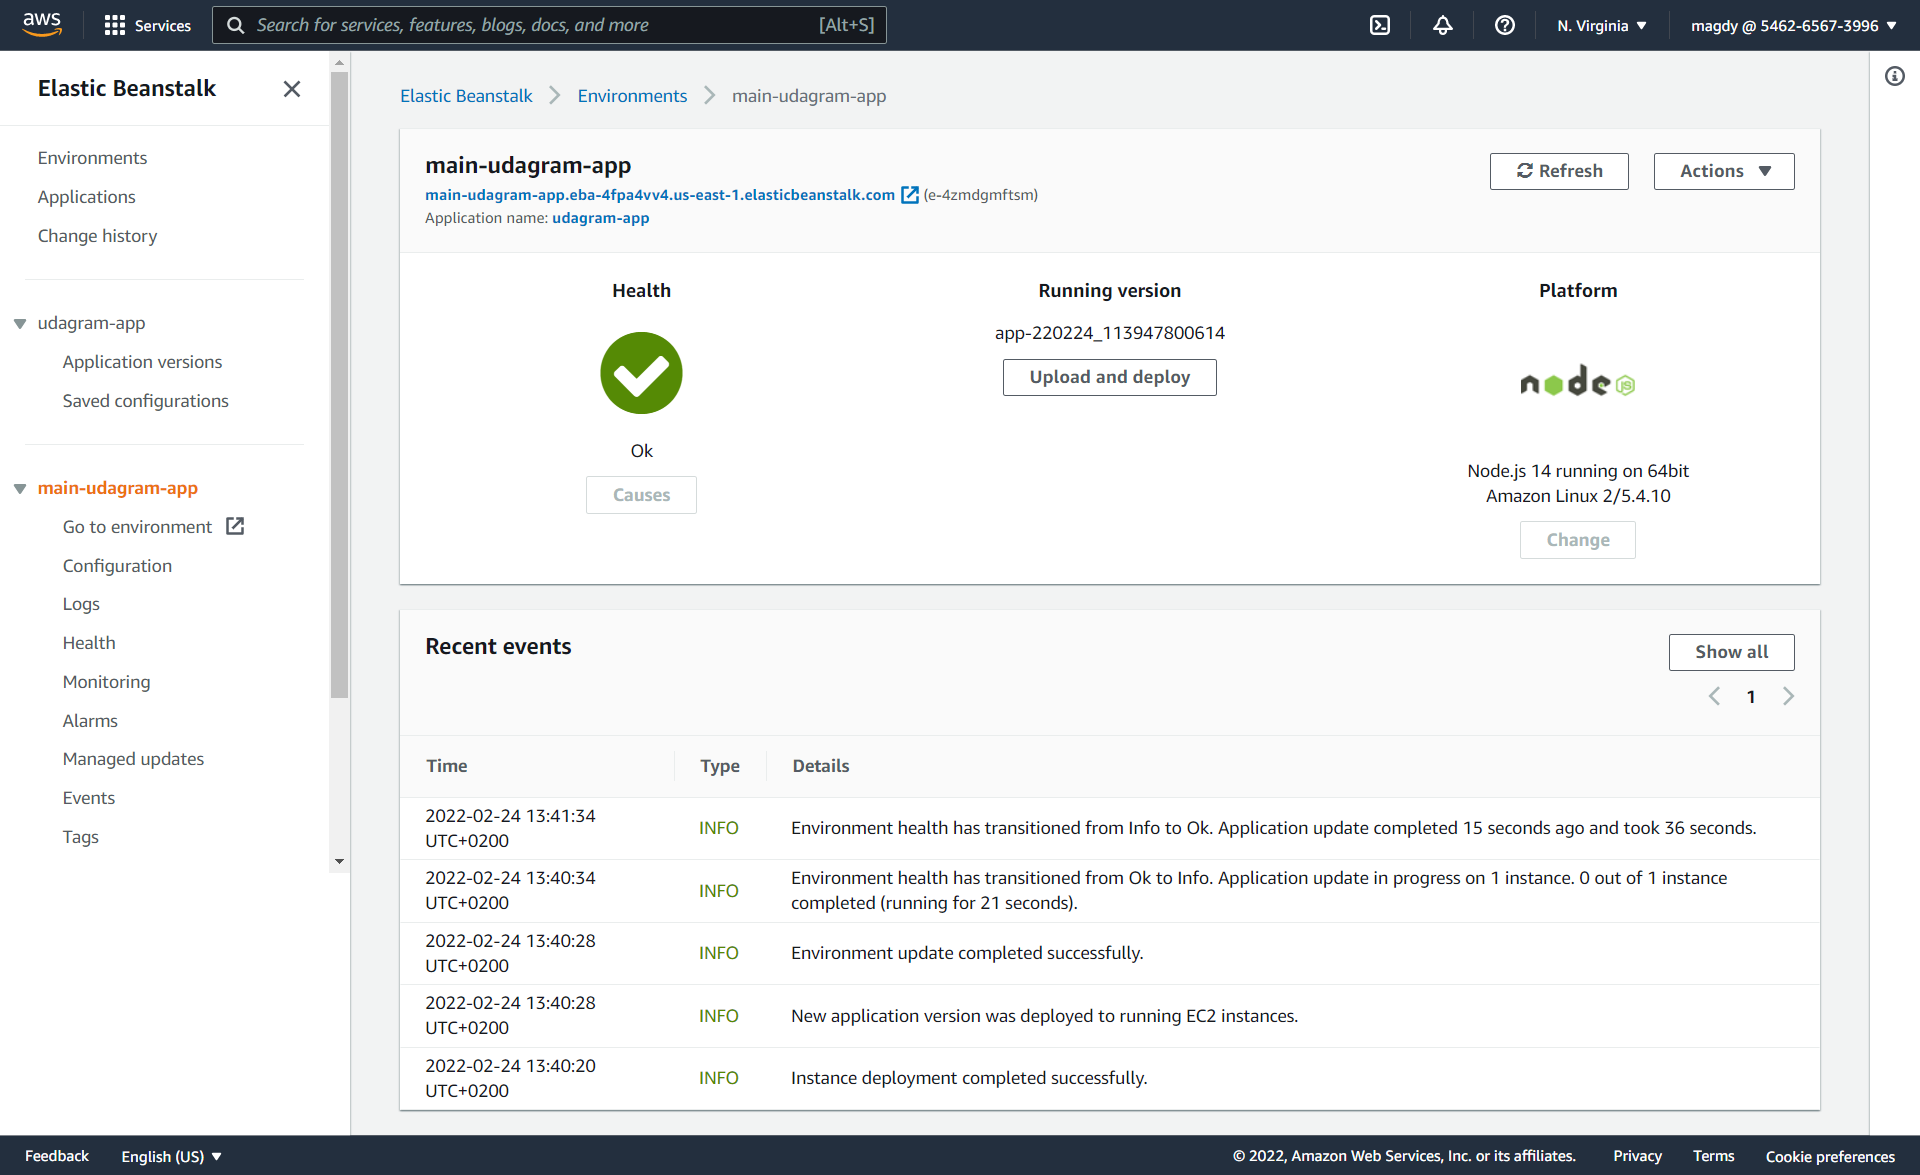 aws
Services
Search for services, features, blogs, docs, and more
[Alt+S]
N. Virginia
magdy @ 5462-6567-3996
Elastic Beanstalk
Environments
Applications
Change history
udagram-app
Application versions
Saved configurations
main-udagram-app
Go to environment
Configuration
Logs
Health
Monitoring
Alarms
Managed updates
Events
Tags
Elastic Beanstalk
Environments
main-udagram-app
main-udagram-app
main-udagram-app.eba-4fpa4vv4.us-east-1.elasticbeanstalk.com (e-4zmdgmftsm)
Application name: udagram-app
Refresh
Actions
Health
Ok
Causes
Running version
app-220224_113947800614
Upload and deploy
Platform
node JS
Node.js 14 running on 64bit
Amazon Linux 2/5.4.10
Change
Recent events
Show all
1
Time Type Details
2022-02-24 13:41:34
UTC+0200
INFO
Environment health has transitioned from Info to Ok. Application update completed 15 seconds ago and took 36 seconds.
2022-02-24 13:40:34
UTC+0200
INFO
Environment health has transitioned from Ok to Info. Application update in progress on 1 instance. 0 out of 1 instance
completed (running for 21 seconds).
2022-02-24 13:40:28
UTC+0200
INFO
Environment update completed successfully.
2022-02-24 13:40:28
UTC+0200
INFO
New application version was deployed to running EC2 instances.
2022-02-24 13:40:20
UTC+0200
INFO
Instance deployment completed successfully.
Feedback
English (US)
© 2022, Amazon Web Services, Inc. or its affiliates.
Privacy
Terms
Cookie preferences